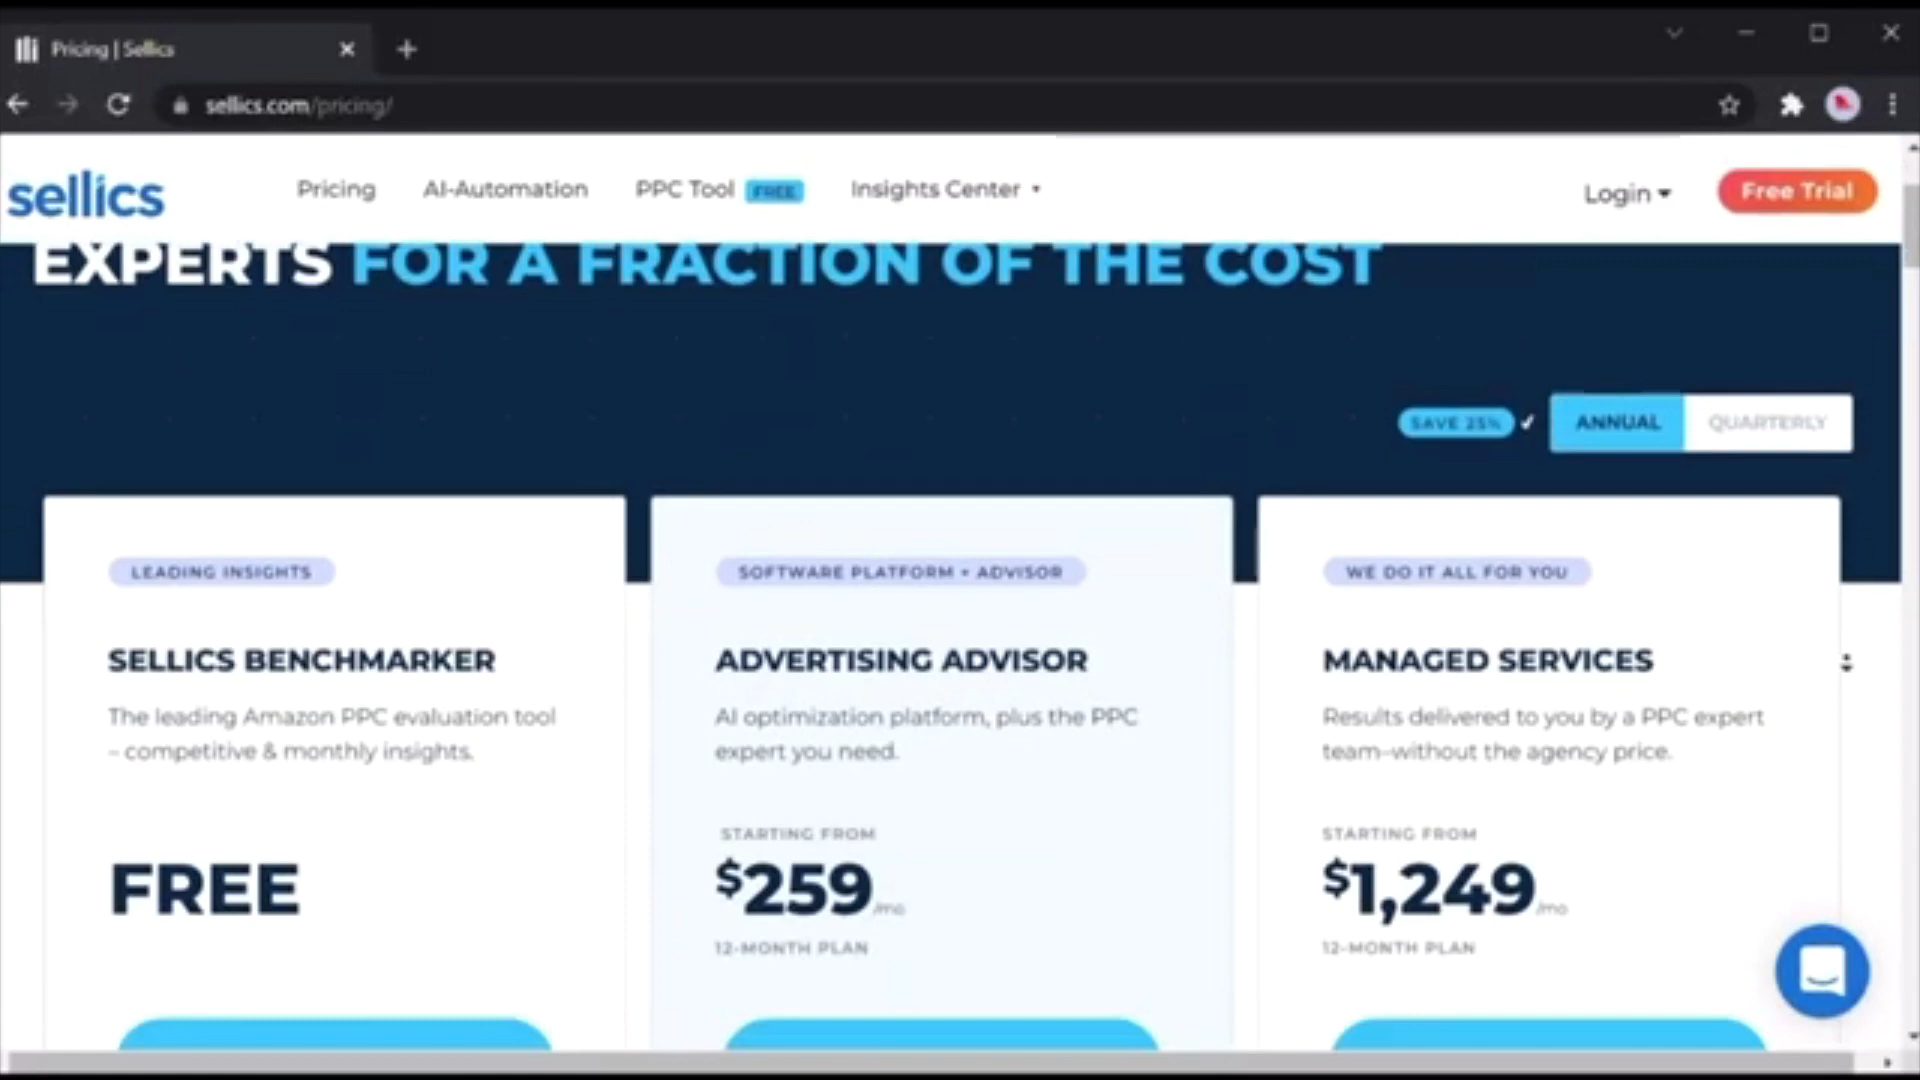 Pricing | Sellics
sellics.com/pricing/
sellics
Pricing
AI-Automation
PPC Tool FREE
Insights Center
Login
Free Trial
EXPERTS FOR A FRACTION OF THE COST
SAVE 25%
ANNUAL
QUARTERLY
LEADING INSIGHTS
SELLICS BENCHMARKER
The leading Amazon PPC evaluation tool
– competitive & monthly insights.
FREE
SOFTWARE PLATFORM + ADVISOR
ADVERTISING ADVISOR
AI optimization platform, plus the PPC
expert you need.
STARTING FROM
$259/mo
12-MONTH PLAN
WE DO IT ALL FOR YOU
MANAGED SERVICES
Results delivered to you by a PPC expert
team–without the agency price.
STARTING FROM
$1,249/mo
12-MONTH PLAN